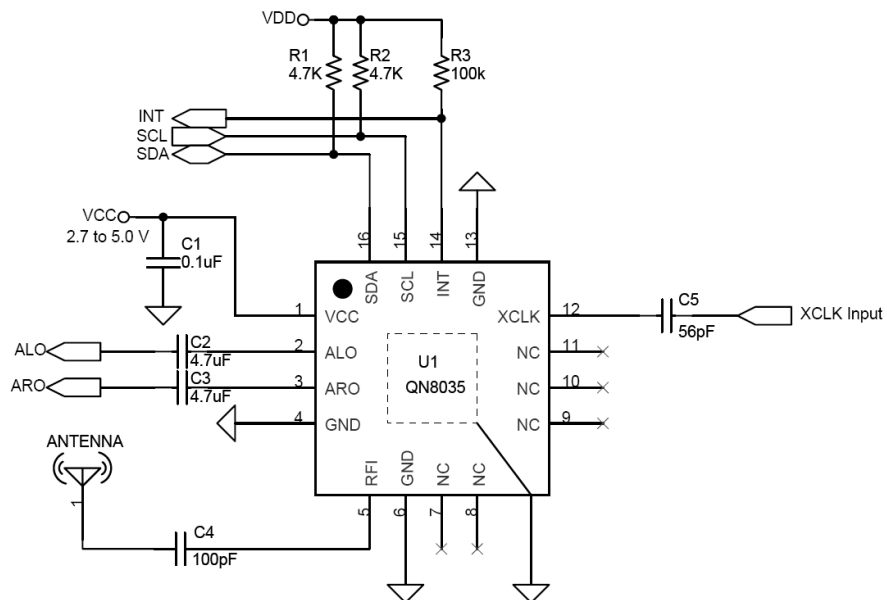 VDD
R1
4.7K
R2
4.7K
R3
100k
INT
SCL
SDA
VCC
2.7 to 5.0 V
C1
0.1uF
16
15
14
13
SDA
SCL
INT
GND
1
VCC
XCLK
12
C5
56pF
XCLK Input
ALO
C2
4.7uF
2
ALO
U1
QN8035
NC
11
ARO
C3
4.7uF
3
ARO
NC
10
4
GND
NC
9
ANTENNA
1
RFI
GND
NC
NC
5
6
7
8
C4
100pF